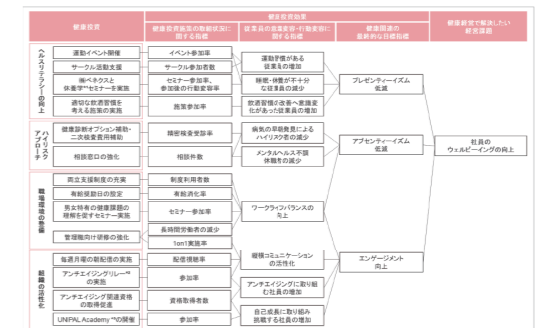 健康投資
健康投資効果
健康投資施策の取組状況に
関する指標
従業員の意識変容・行動変容に
関する指標
健康関連の
最終的な目標指標
健康経営で解決したい
経営課題
ヘルスリテラシーの向上
運動イベント開催
サークル活動支援
㈱ベネクスと
休養学セミナーを実施
適切な飲酒習慣を
考える施策の実施
イベント参加率
サークル参加者数
セミナー参加率、
参加後の行動変容率
施策参加率
運動習慣がある
従業員の増加
睡眠・休養が不十分
な従業員の減少
飲酒習慣の改善へ意識変
化があった従業員の増加
プレゼンティーイズム
低減
ハイリスク
アプローチ
健康診断オプション補助・
二次検査費用補助
相談窓口の強化
精密検査受診率
相談件数
病気の早期発見による
ハイリスク者の減少
メンタルヘルス不調
休職者の減少
アブセンティーイズム
低減
社員の
ウェルビーイングの向上
職場環境の整備
両立支援制度の充実
有給奨励日の設定
男女特有の健康課題の
理解を促すセミナー実施
管理職向け研修の強化
制度利用者数
有給消化率
セミナー参加率
長時間労働者の減少
1on1実施率
ワークライフバランスの
向上
組織の活性化
毎週月曜の朝配信の実施
アンチエイジングリレー
の実施
アンチエイジング関連資格
の取得促進
UNIPAL Academy の開催
配信視聴率
参加率
資格取得者数
参加率
縦横コミュニケーション
の活性化
アンチエイジングに取り組
む社員の増加
自己成長に取り組み
挑戦する社員の増加
エンゲージメント
向上